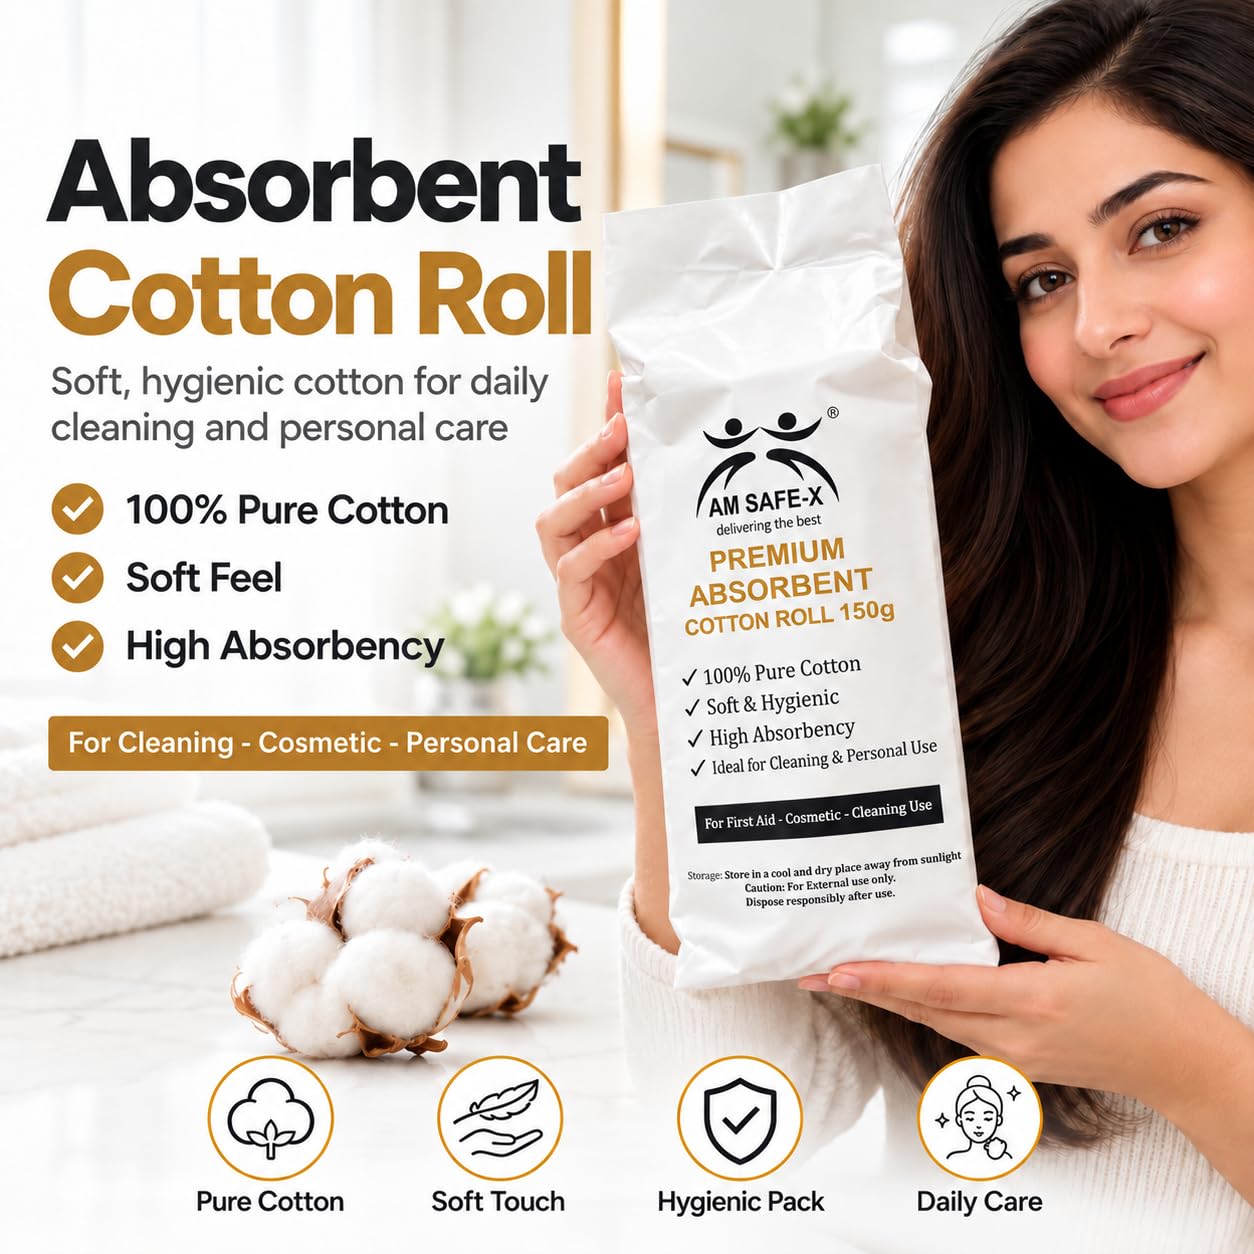 Absorbent
Cotton Roll
Soft, hygienic cotton for daily
cleaning and personal care
100% Pure Cotton
Soft Feel
High Absorbency
For Cleaning - Cosmetic - Personal Care
®
AM SAFE-X
delivering the best
PREMIUM
ABSORBENT
COTTON ROLL 150g
✓ 100% Pure Cotton
✓ Soft & Hygienic
✓ High Absorbency
✓ Ideal for Cleaning & Personal Use
For First Aid - Cosmetic - Cleaning Use
Storage: Store in a cool and dry place away from sunlight
Caution: For External use only.
Dispose responsibly after use.
Pure Cotton
Soft Touch
Hygienic Pack
Daily Care